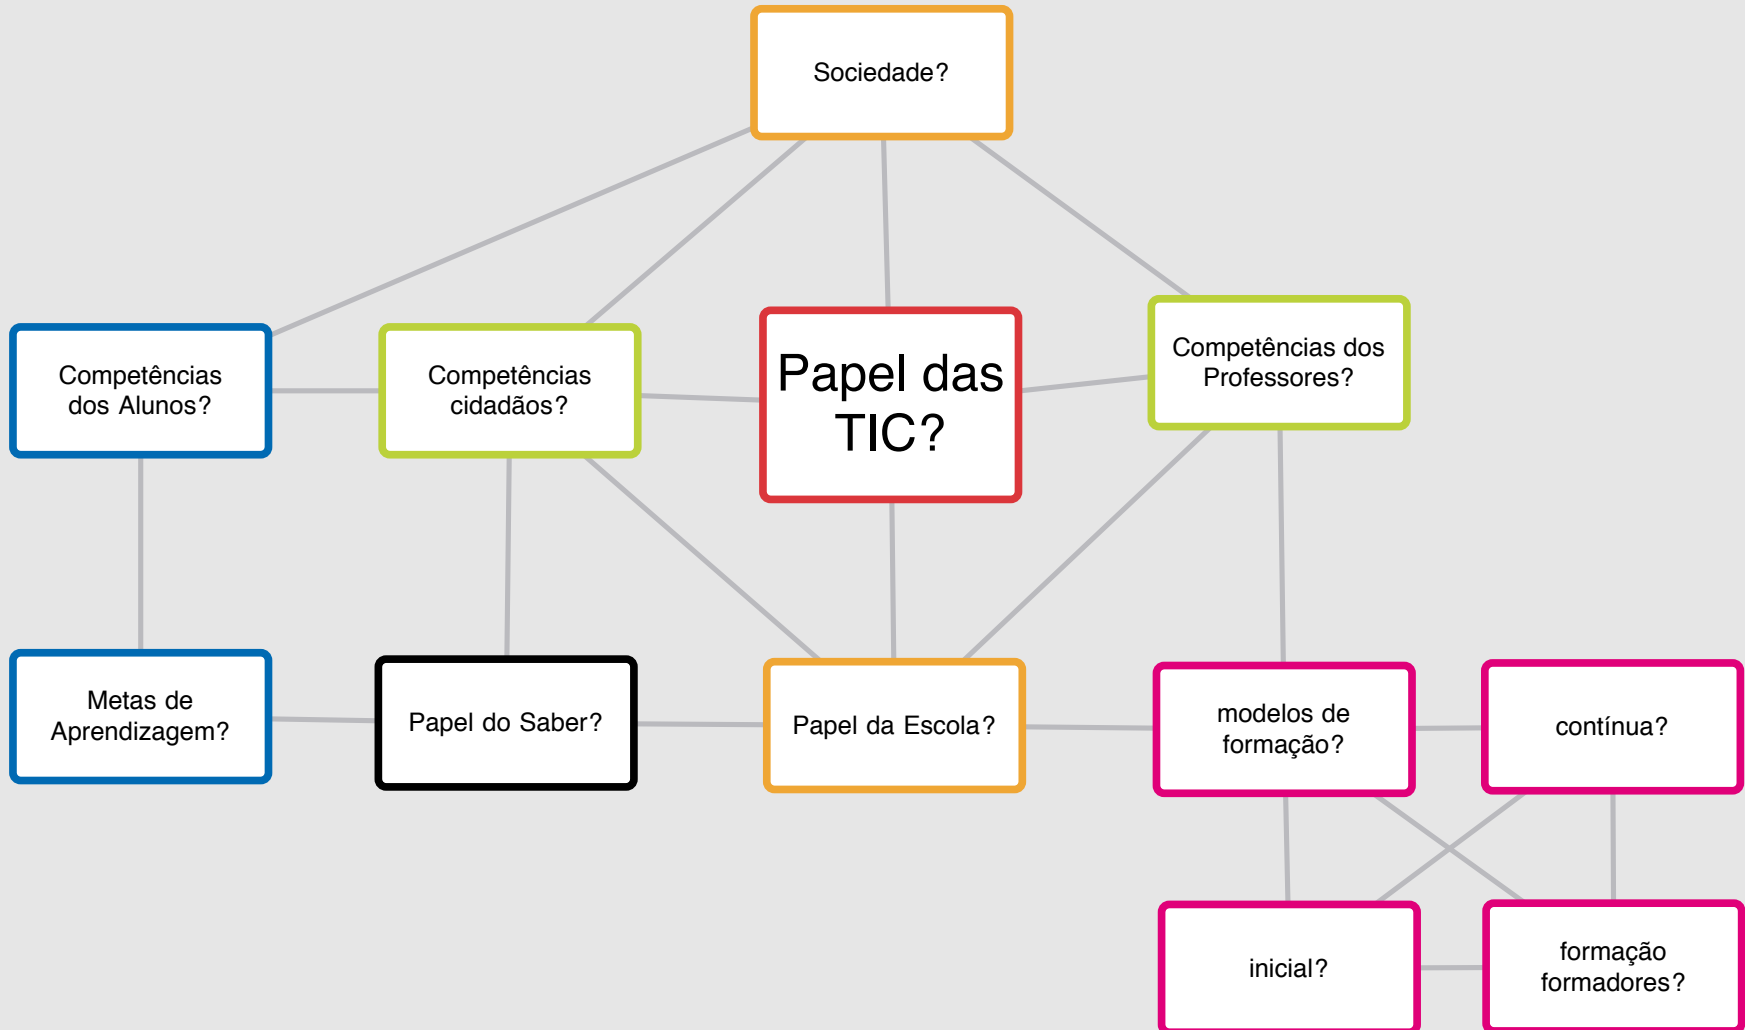 Sociedade?
Competências
dos Alunos?
Competências
cidadãos?
Papel das
TIC?
Competências dos
Professores?
Metas de
Aprendizagem?
Papel do Saber?
Papel da Escola?
modelos de
formação?
contínua?
inicial?
formação
formadores?